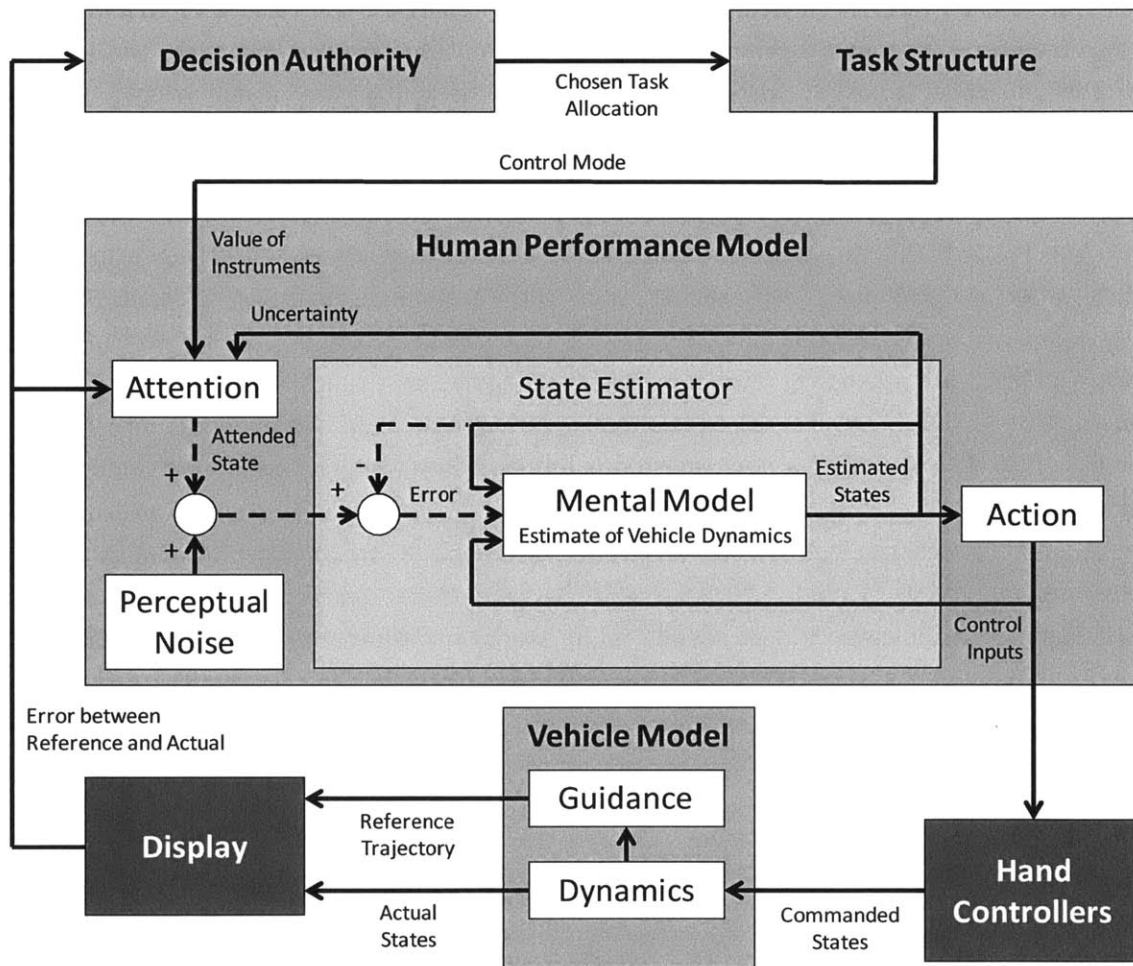 Decision Authority
Chosen Task
Allocation
Task Structure
Control Mode
Human Performance Model
Value of
Instruments
Uncertainty
Attention
State Estimator
Attended
State
+
-
+
Error
Mental Model
Estimate of Vehicle Dynamics
Estimated
States
Action
+
Perceptual
Noise
Control
Inputs
Error between
Reference and Actual
Vehicle Model
Guidance
Reference
Trajectory
Display
Dynamics
Actual
States
Commanded
States
Hand
Controllers